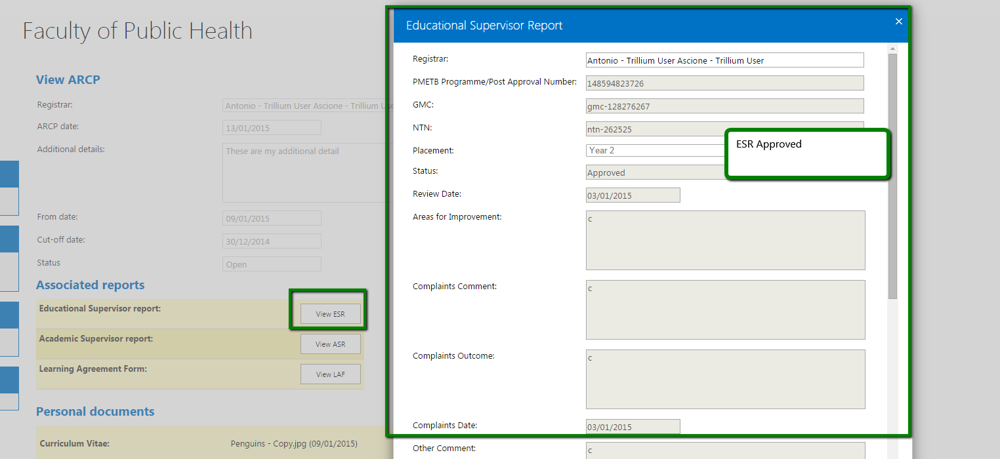 Faculty of Public Health
View ARCP
Registrar: Antonio - Trillium User Ascione - Trillium Use
ARCP date: 13/01/2015
Additional details: These are my additional detail
From date: 09/01/2015
Cut-off date: 30/12/2014
Status Open
Associated reports
Educational Supervisor report: View ESR
Academic Supervisor report: View ASR
Learning Agreement Form: View LAF
Personal documents
Curriculum Vitae: Penguins - Copy.jpg (09/01/2015)
Educational Supervisor Report
Registrar: Antonio - Trillium User Ascione - Trillium User
PMETB Programme/Post Approval Number: 148594823726
GMC: gmc-128276267
NTN: ntn-262525
ESR Approved
Placement: Year 2
Status: Approved
Review Date: 03/01/2015
Areas for Improvement: c
Complaints Comment: c
Complaints Outcome: c
Complaints Date: 03/01/2015
Other Comment: c